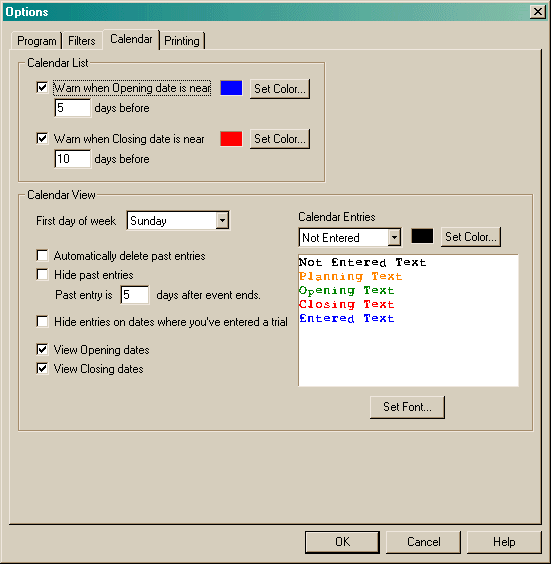 Options
Program Filters Calendar Printing
Calendar List
Warn when Opening date is near Set Color...
5 days before
Warn when Closing date is near Set Color...
10 days before
Calendar View
First day of week Sunday
Calendar Entries
Not Entered Set Color...
Automatically delete past entries
Hide past entries
Past entry is 5 days after event ends.
Hide entries on dates where you've entered a trial
View Opening dates
View Closing dates
Not Entered Text
Planning Text
Opening Text
Closing Text
Entered Text
Set Font...
OK Cancel Help